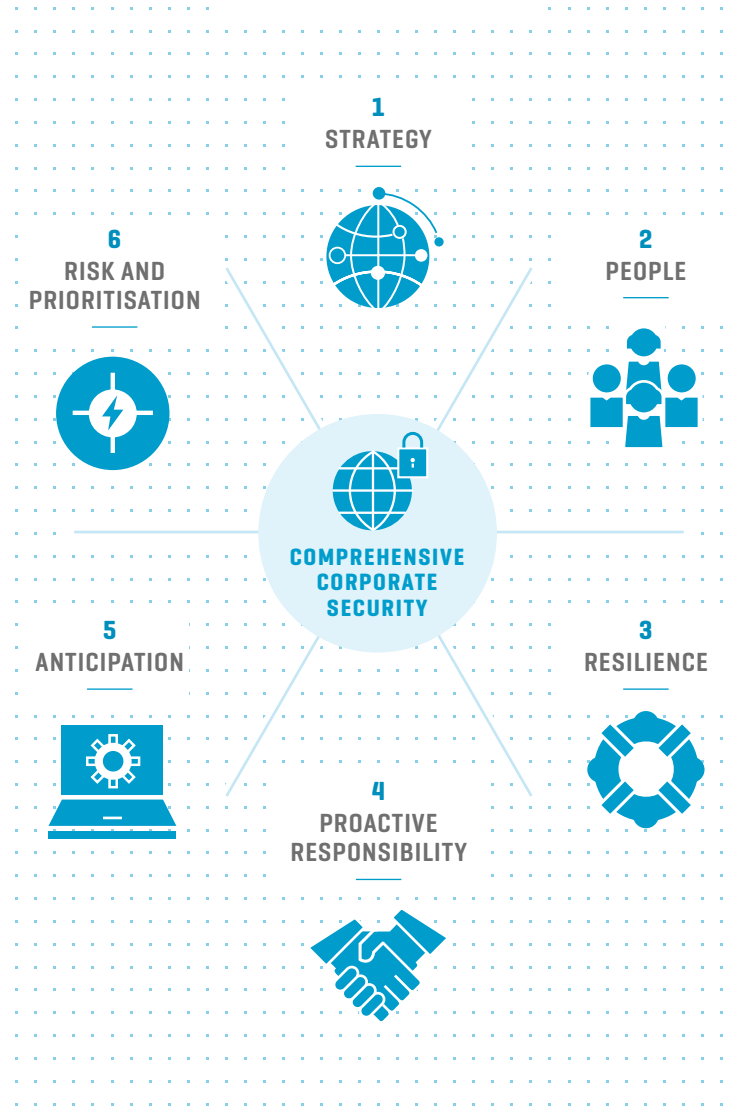 1
STRATEGY
2
PEOPLE
3
RESILIENCE
4
PROACTIVE
RESPONSIBILITY
5
ANTICIPATION
6
RISK AND
PRIORITISATION
COMPREHENSIVE
CORPORATE
SECURITY